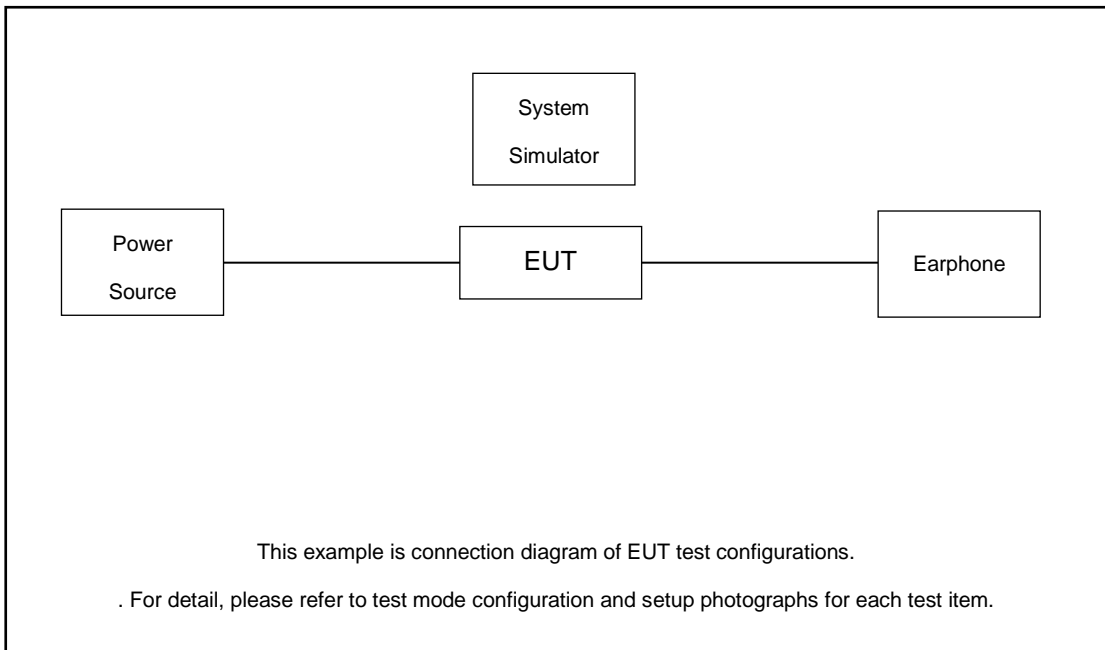 System
Simulator
Power
Source
EUT
Earphone
This example is connection diagram of EUT test configurations.
. For detail, please refer to test mode configuration and setup photographs for each test item.